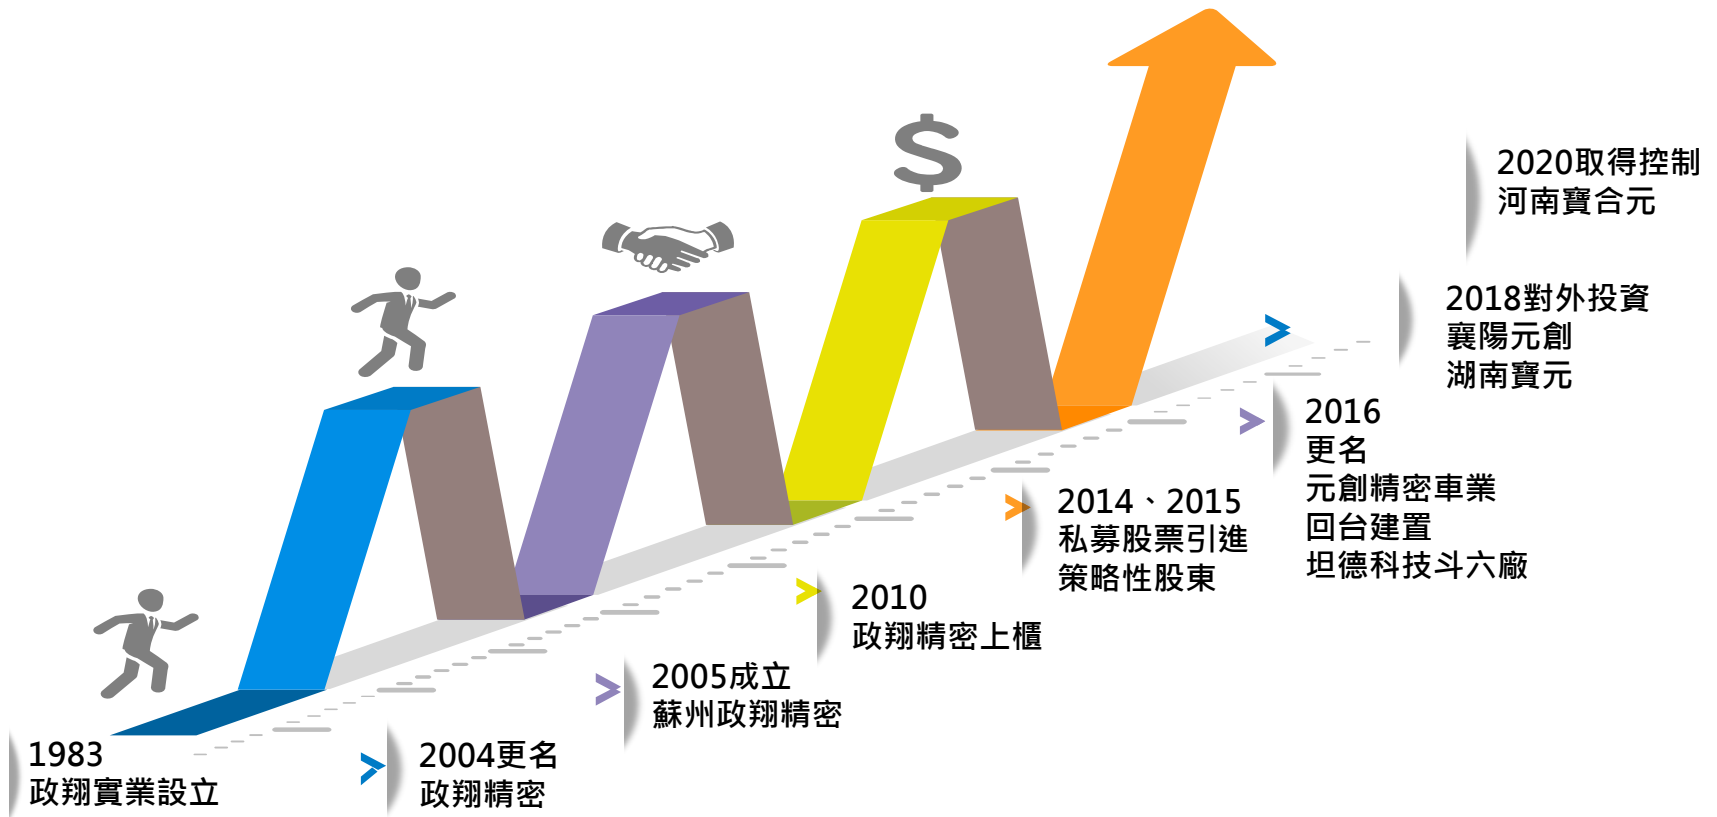 1983
政翔實業設立
2004更名
政翔精密
2005成立
蘇州政翔精密
2010
政翔精密上櫃
2014、2015
私募股票引進
策略性股東
2016
更名
元創精密車業
回台建置
坦德科技斗六廠
2018對外投資
襄陽元創
湖南寶元
2020取得控制
河南寶合元
$